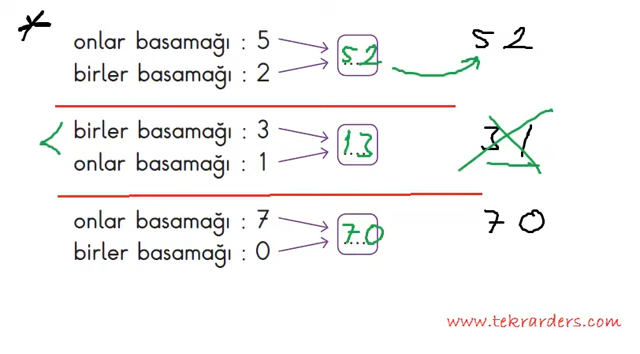 onlar basamağı : 5
birler basamağı : 2
52
52
birler basamağı : 3
onlar basamağı : 1
13
31
onlar basamağı : 7
birler basamağı : 0
70
70
www.tekrarders.com